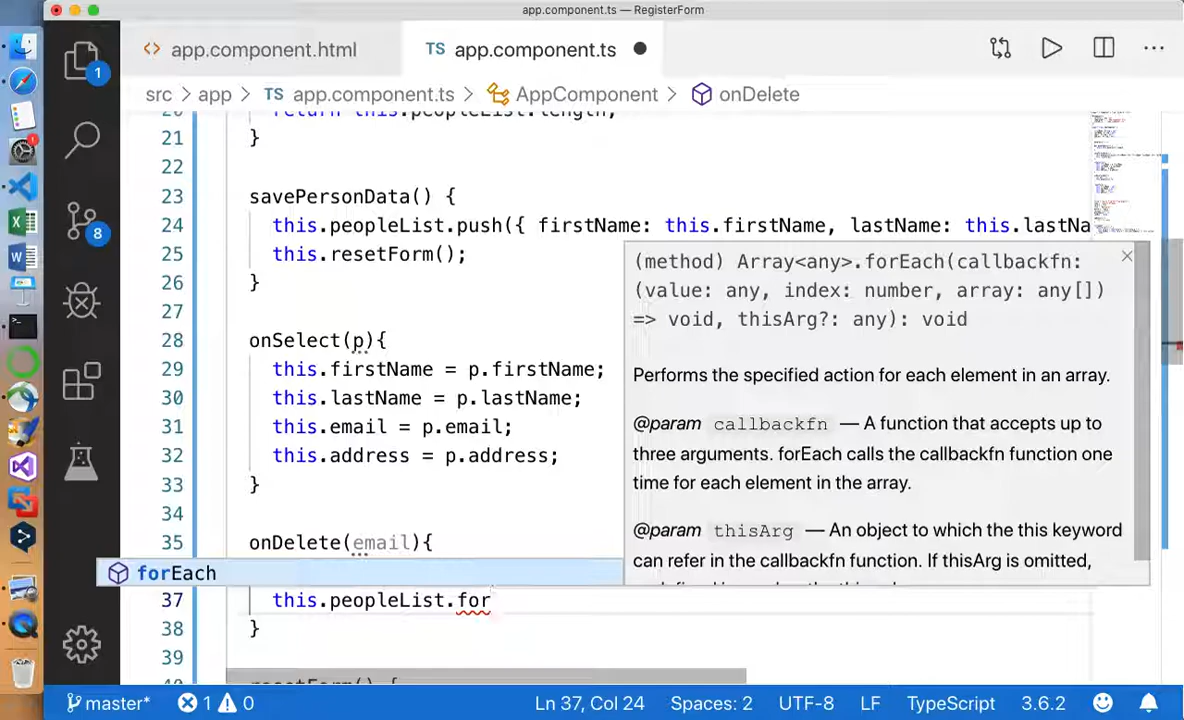 app.component.ts — RegisterForm
app.component.html
TS app.component.ts
src > app > TS app.component.ts > AppComponent > onDelete
1
8
return this.peopleList.length;
21 }
22
23 savePersonData() {
24 this.peopleList.push({ firstName: this.firstName, lastName: this.lastNa
25 this.resetForm();
26 }
27
28 onSelect(p){
29 this.firstName = p.firstName;
30 this.lastName = p.lastName;
31 this.email = p.email;
32 this.address = p.address;
33 }
34
35 onDelete(email){
forEach
37 this.peopleList.for
38 }
39
resetForm() {
(method) Array<any>.forEach(callbackfn:
(value: any, index: number, array: any[])
=> void, thisArg?: any): void
Performs the specified action for each element in an array.
@param callbackfn — A function that accepts up to
three arguments. forEach calls the callbackfn function one
time for each element in the array.
@param thisArg — An object to which the this keyword
can refer in the callbackfn function. If thisArg is omitted,
master* 1 0 Ln 37, Col 24 Spaces: 2 UTF-8 LF TypeScript 3.6.2